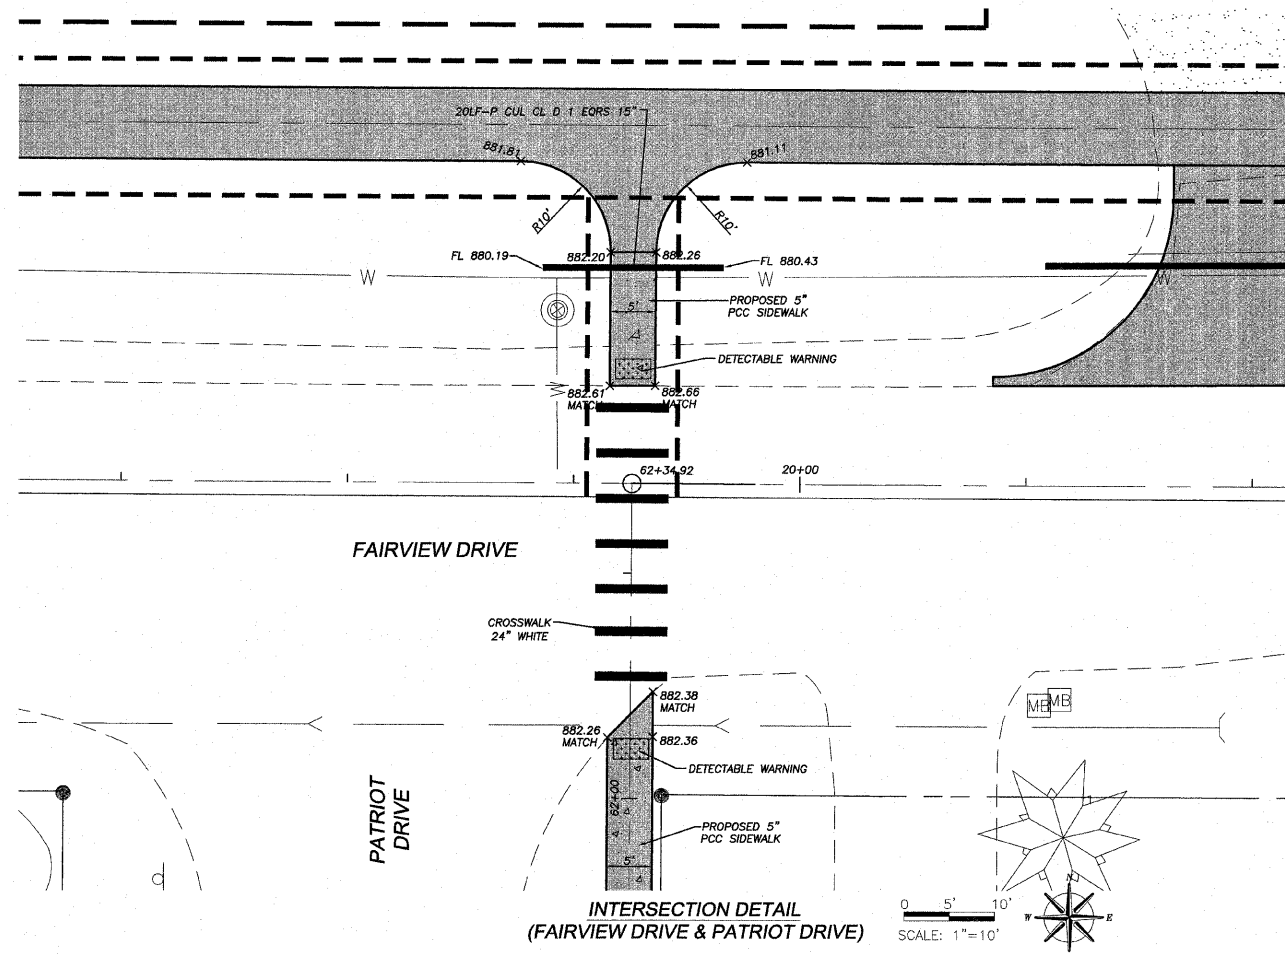 20LF-P CUL CL D 1 EQRS 15"
881.81
881.11
R10'
R10'
FL 880.19
882.20
882.26
FL 880.43
W
W
W
5'
PROPOSED 5"
PCC SIDEWALK
DETECTABLE WARNING
882.61
MATCH
882.66
MATCH
W
62+34.92
20+00
FAIRVIEW DRIVE
CROSSWALK
24" WHITE
882.38
MATCH
882.26
MATCH
882.36
MB
MB
DETECTABLE WARNING
62+00
PATRIOT
DRIVE
PROPOSED 5"
PCC SIDEWALK
5'
INTERSECTION DETAIL
(FAIRVIEW DRIVE & PATRIOT DRIVE)
0 5' 10'
SCALE: 1"=10'
N
W E
S